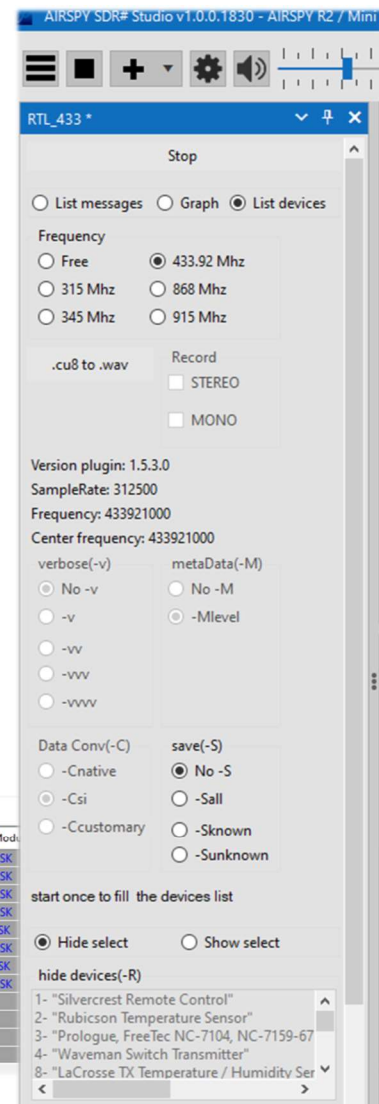 AIRSPY SDR# Studio v1.0.0.1830 - AIRSPY R2 / Mini
RTL_433 *
Stop
List messages Graph List devices
Frequency
Free 433.92 Mhz
315 Mhz 868 Mhz
345 Mhz 915 Mhz
.cu8 to .wav
Record
STEREO
MONO
Version plugin: 1.5.3.0
SampleRate: 312500
Frequency: 433921000
Center frequency: 433921000
verbose(-v) metaData(-M)
No -v No -M
-v -Mlevel
-vv
-vvv
-vvvv
Data Conv(-C) save(-S)
-Cnative No -S
-Csi -Sall
-Ccustomary -Sknown
-Sunknown
start once to fill the devices list
Hide select Show select
hide devices(-R)
1- "Silvercrest Remote Control"
2- "Rubicson Temperature Sensor"
3- "Prologue, FreeTec NC-7104, NC-7159-67
4- "Waveman Switch Transmitter"
8- "LaCrosse TX Temperature / Humidity Ser